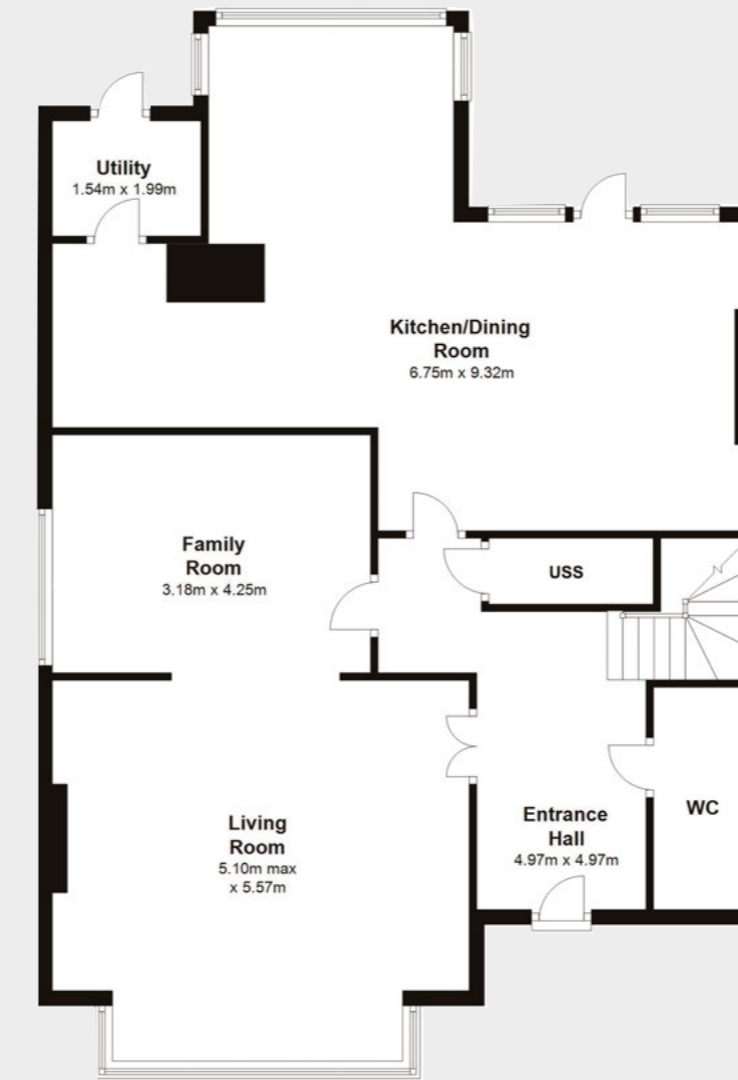 Utility
1.54m x 1.99m
Kitchen/Dining
Room
6.75m x 9.32m
Family
Room
3.18m x 4.25m
USS
Living
Room
5.10m max
x 5.57m
Entrance
Hall
4.97m x 4.97m
WC